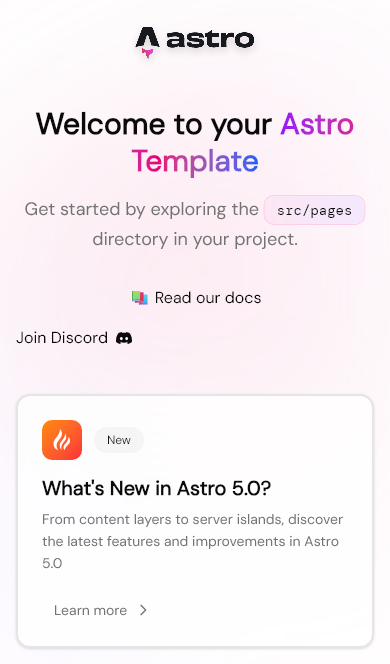 astro
Welcome to your Astro
Template
Get started by exploring the src/pages
directory in your project.
Read our docs
Join Discord
New
What's New in Astro 5.0?
From content layers to server islands, discover
the latest features and improvements in Astro
5.0
Learn more